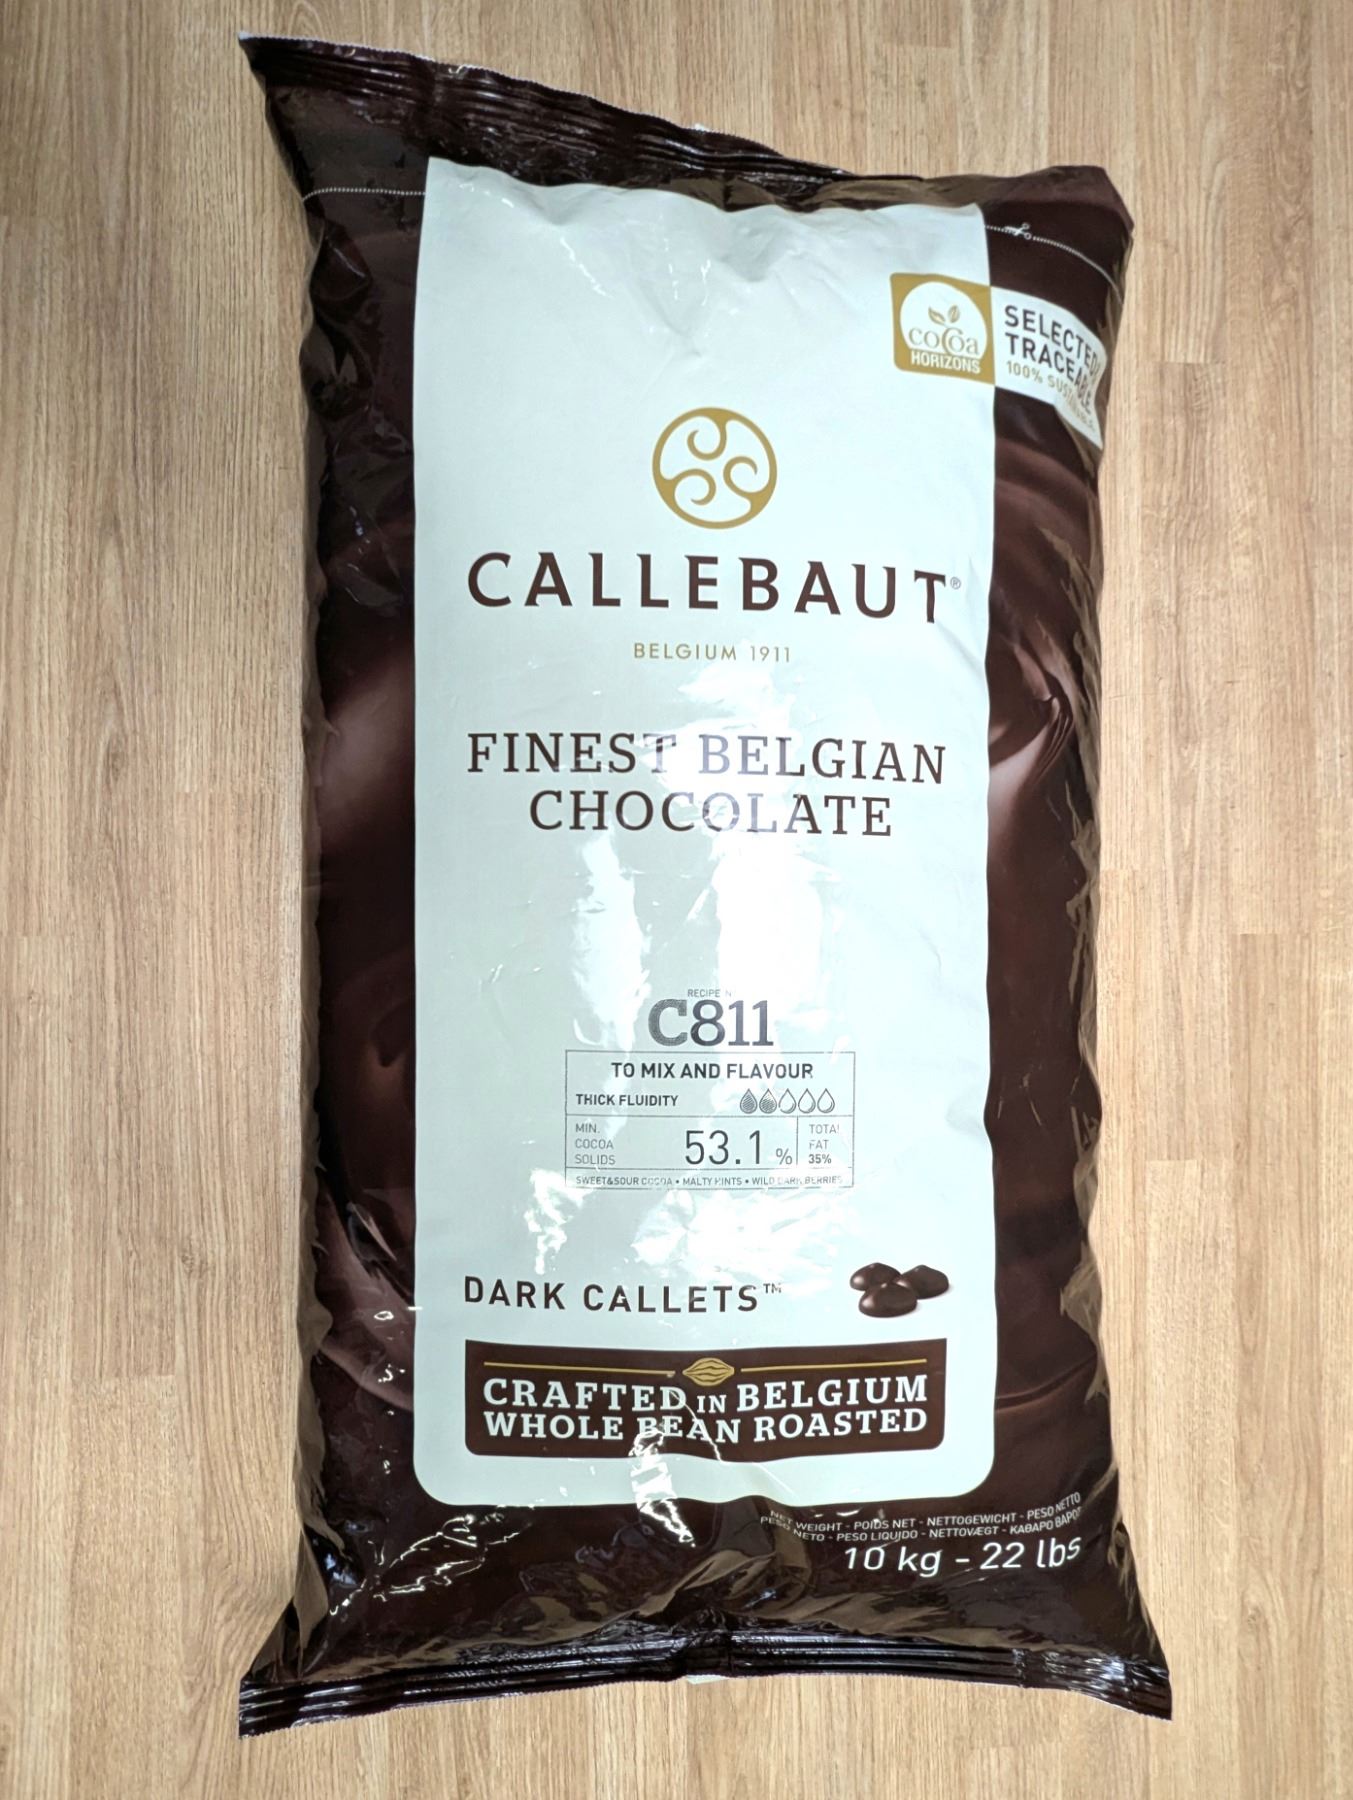 cocoa
HORIZONS
SELECTED/
TRACEABLE.
100% SUSTAINABLE.
CALLEBAUT®
BELGIUM 1911
FINEST BELGIAN
CHOCOLATE
RECIPE N
C811
TO MIX AND FLAVOUR
THICK FLUIDITY
MIN.
COCOA
SOLIDS
53.1 %
TOTAL
FAT
35%
SWEET&SOUR COCOA • MALTY HINTS • WILD DARK BERRIES
DARK CALLETS™
CRAFTED IN BELGIUM
WHOLE BEAN ROASTED
NET WEIGHT - POIDS NET - NETTOGEWICHT - PESO NETTO
PESO NETO - PESO LIQUIDO - NETTOVÆGT - ΚΑΘΑΡΟ ΒΑΡΟΣ
10 kg - 22 lbs